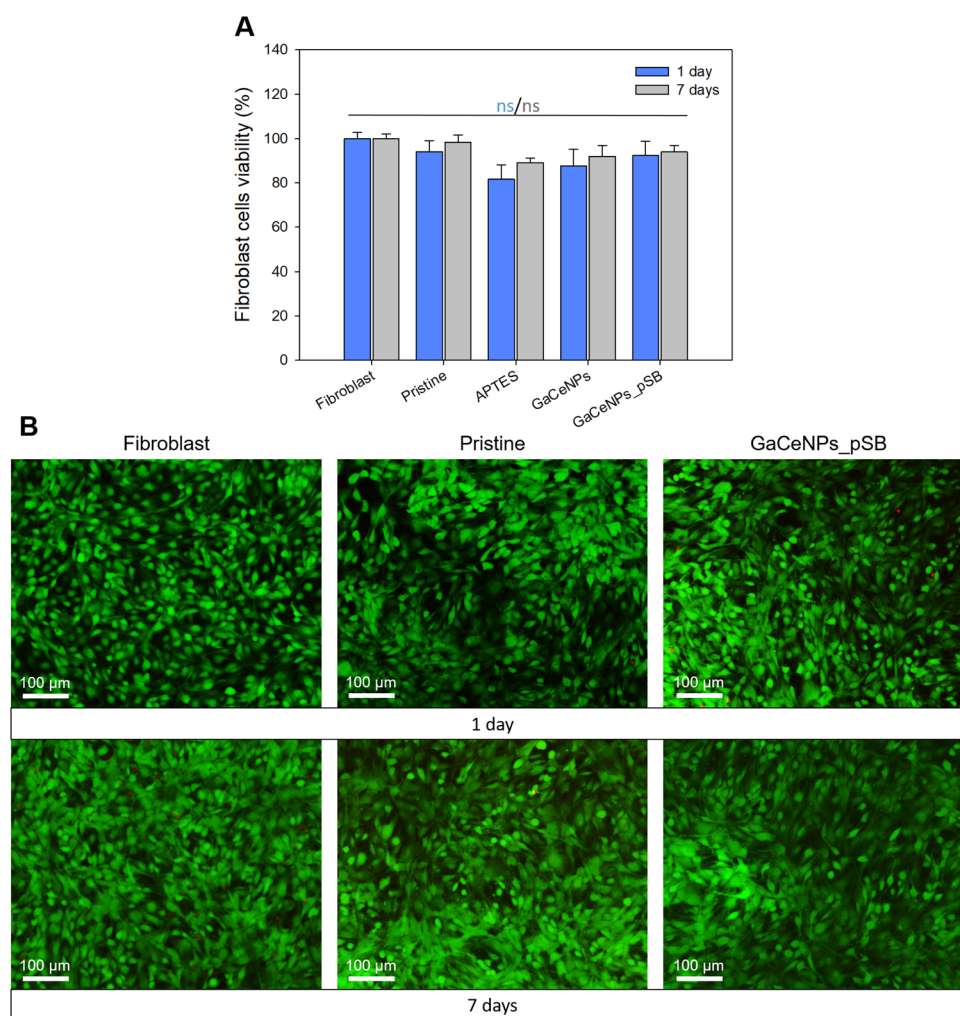 A
Fibroblast cells viability (%)
140
120
100
80
60
40
20
0
1 day
7 days
ns/ns
Fibroblast
Pristine
APTES
GaCeNPs
GaCeNPs_pSB
B
Fibroblast
Pristine
GaCeNPs_pSB
100 µm
100 µm
100 µm
1 day
100 µm
100 µm
100 µm
7 days